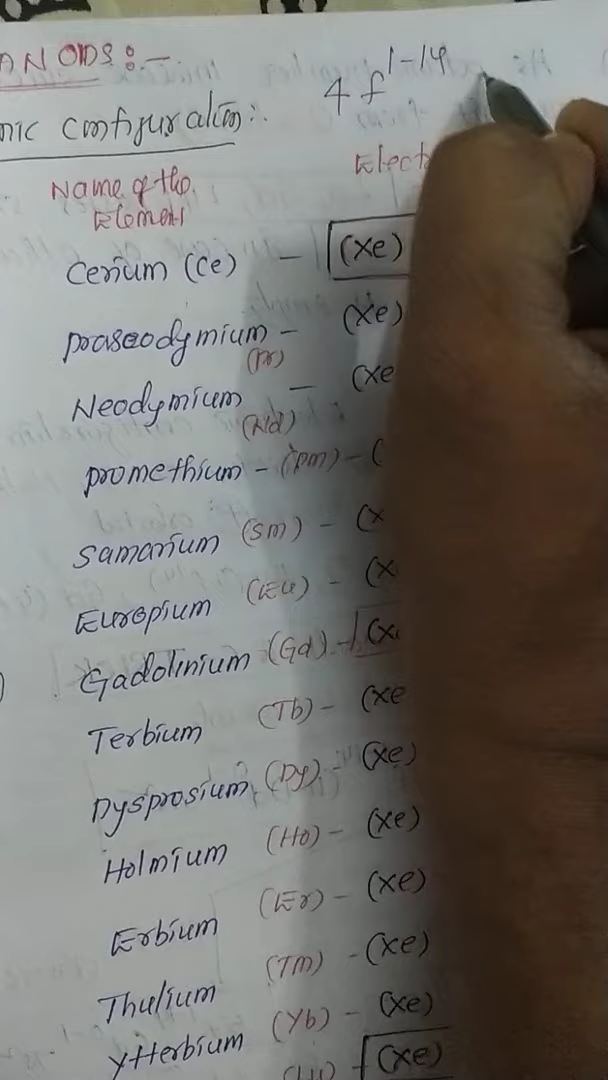 ANODS:-
nic configuration:. 4f1-14
Name of the Elect
Element
Cerium (Ce) - (Xe)
praseodymium - (Xe)
(Pr)
Neodymium - (Xe
(Nd)
promethium - (Pm) - (
Samarium (Sm) - (X
Europium (Eu) - (X
Gadolinium (Gd) - (X
Terbium (Tb) - (Xe
Dysprosium (Dy) - (Xe)
Holmium (Ho) - (Xe)
Erbium (Er) - (Xe)
Thulium (Tm) - (Xe)
Ytterbium (Yb) - (Xe)
(Lu) (Xe)